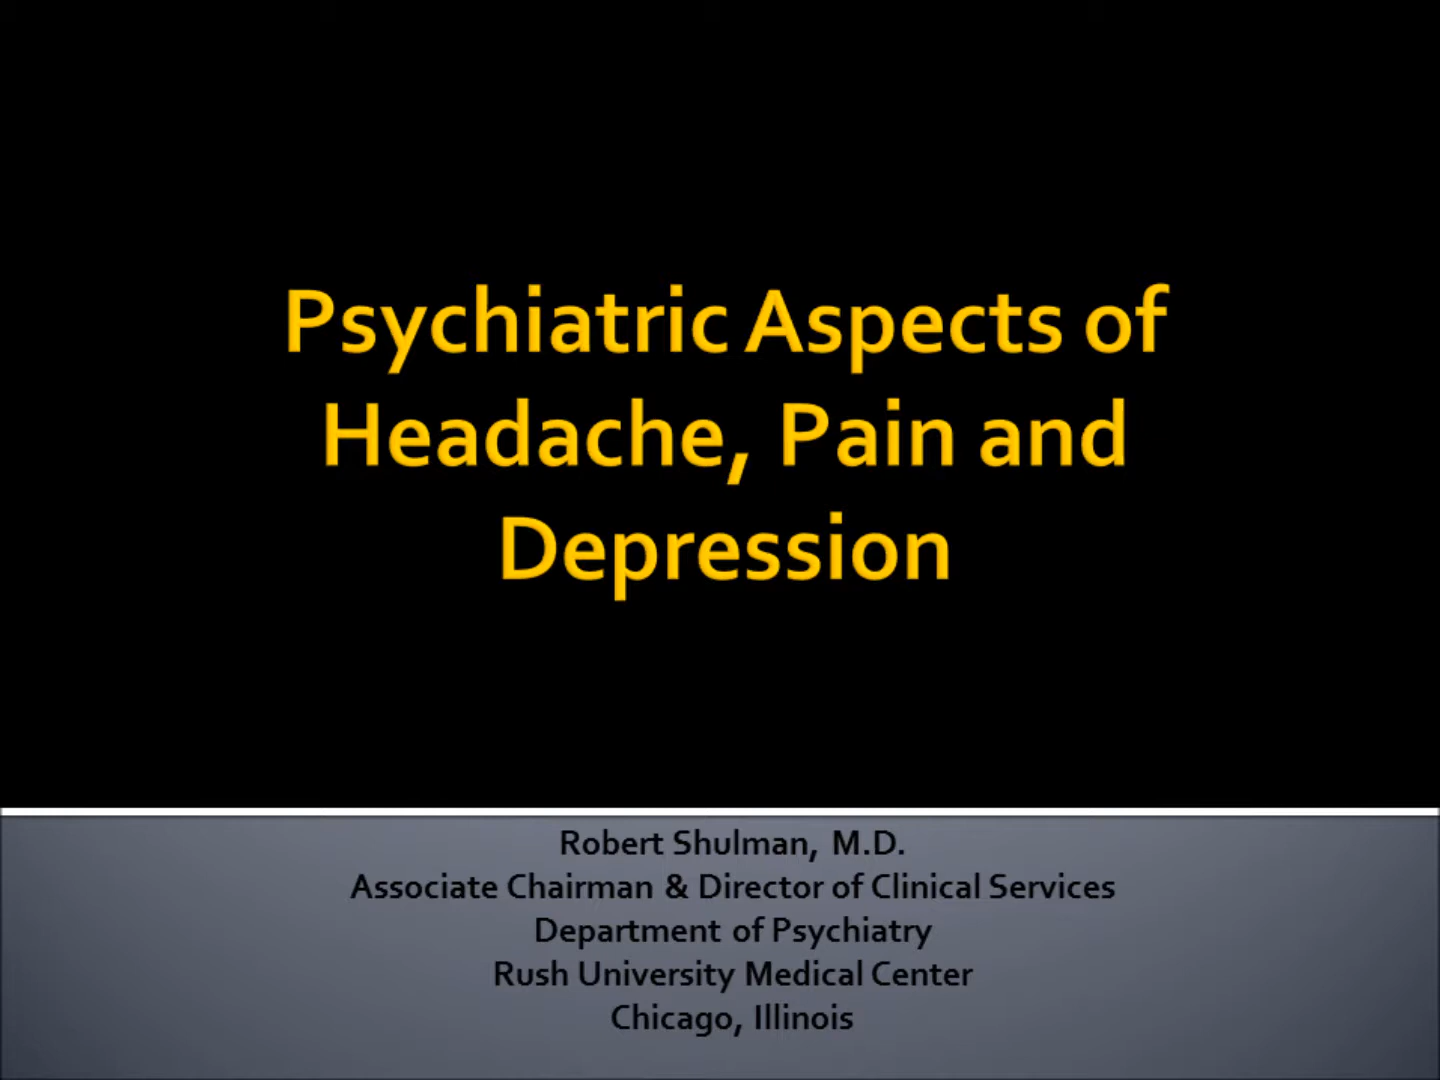 Psychiatric Aspects of
Headache, Pain and
Depression
Robert Shulman, M.D.
Associate Chairman & Director of Clinical Services
Department of Psychiatry
Rush University Medical Center
Chicago, Illinois